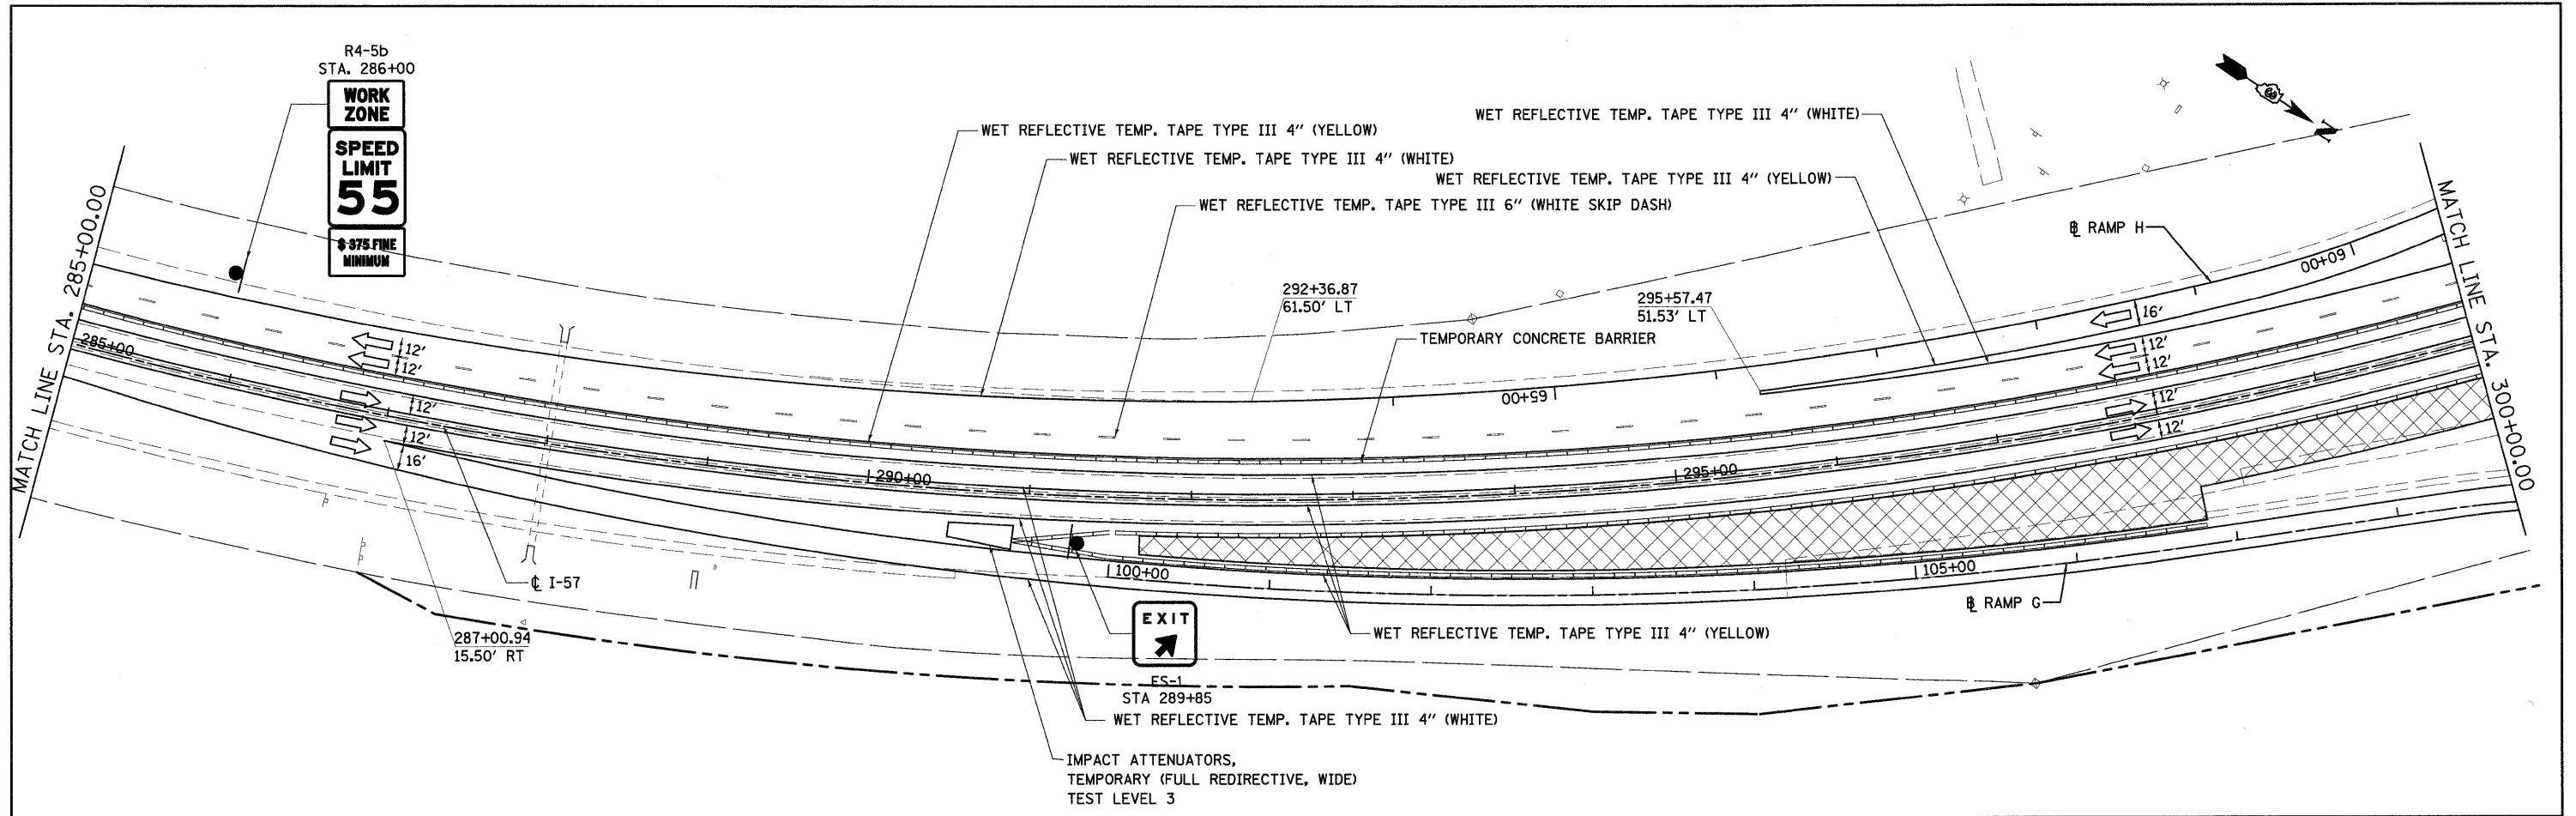 R4-5b
STA. 286+00
WORK
ZONE
SPEED
LIMIT
55
$375 FINE
MINIMUM
WET REFLECTIVE TEMP. TAPE TYPE III 4" (YELLOW)
WET REFLECTIVE TEMP. TAPE TYPE III 4" (WHITE)
WET REFLECTIVE TEMP. TAPE TYPE III 6" (WHITE SKIP DASH)
WET REFLECTIVE TEMP. TAPE TYPE III 4" (WHITE)
WET REFLECTIVE TEMP. TAPE TYPE III 4" (YELLOW)
N
MATCH LINE STA. 285+00.00
MATCH LINE STA. 300+00.00
℄ RAMP H
60+00
292+36.87
61.50' LT
295+57.47
51.53' LT
TEMPORARY CONCRETE BARRIER
16'
12'
12'
12'
12'
285+00
12'
12'
12'
12'
16'
65+00
290+00
295+00
℄ I-57
287+00.94
15.50' RT
100+00
105+00
℄ RAMP G
EXIT
ES-1
STA 289+85
WET REFLECTIVE TEMP. TAPE TYPE III 4" (YELLOW)
WET REFLECTIVE TEMP. TAPE TYPE III 4" (WHITE)
IMPACT ATTENUATORS,
TEMPORARY (FULL REDIRECTIVE, WIDE)
TEST LEVEL 3